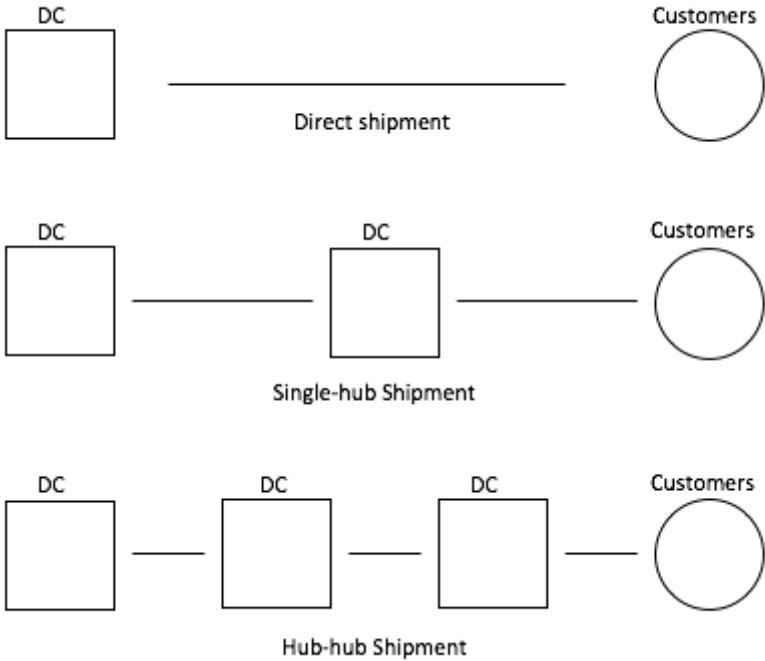 DC
Customers
Direct shipment
DC
DC
Customers
Single-hub Shipment
DC
DC
DC
Customers
Hub-hub Shipment